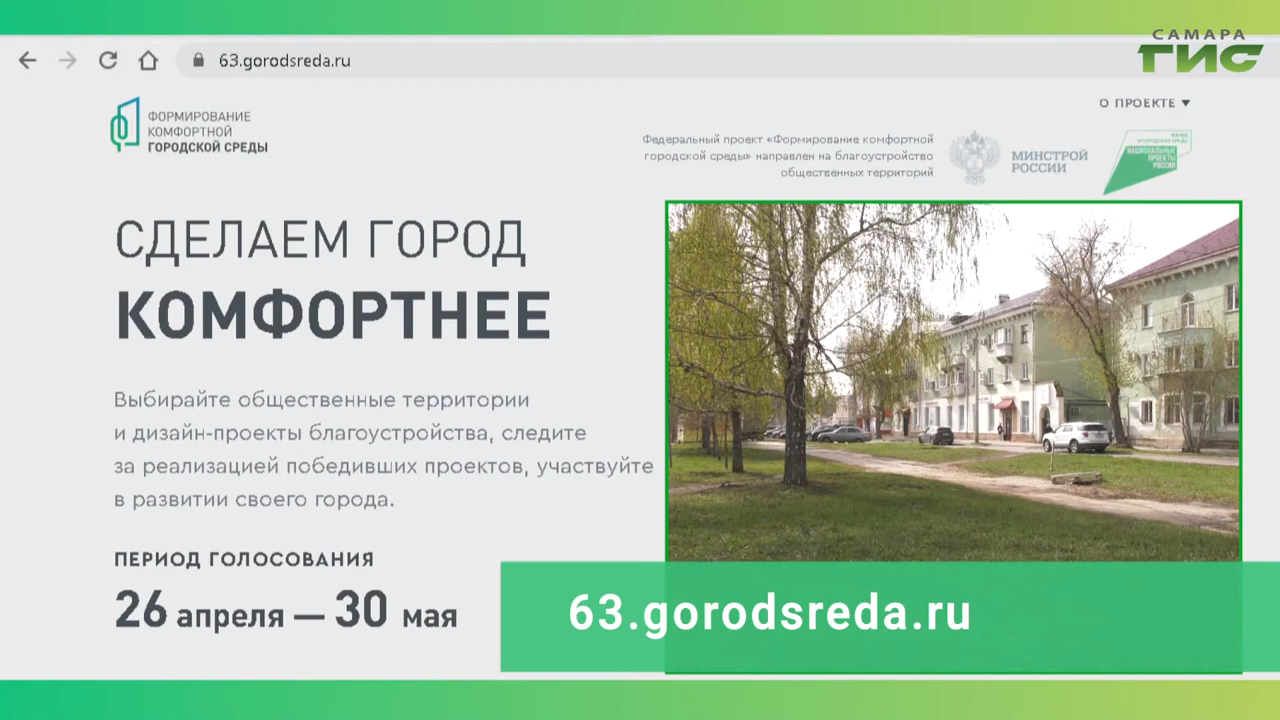 САМАРА
ГИС
63.gorodsreda.ru
О ПРОЕКТЕ
ФОРМИРОВАНИЕ
КОМФОРТНОЙ
ГОРОДСКОЙ СРЕДЫ
Федеральный проект «Формирование комфортной
городской среды» направлен на благоустройство
общественных территорий
МИНСТРОЙ
РОССИИ
НАЦИОНАЛЬНЫЕ
ПРОЕКТЫ
РОССИИ
СДЕЛАЕМ ГОРОД
КОМФОРТНЕЕ
Выбирайте общественные территории
и дизайн-проекты благоустройства, следите
за реализацией победивших проектов, участвуйте
в развитии своего города.
ПЕРИОД ГОЛОСОВАНИЯ
26 апреля — 30 мая
63.gorodsreda.ru